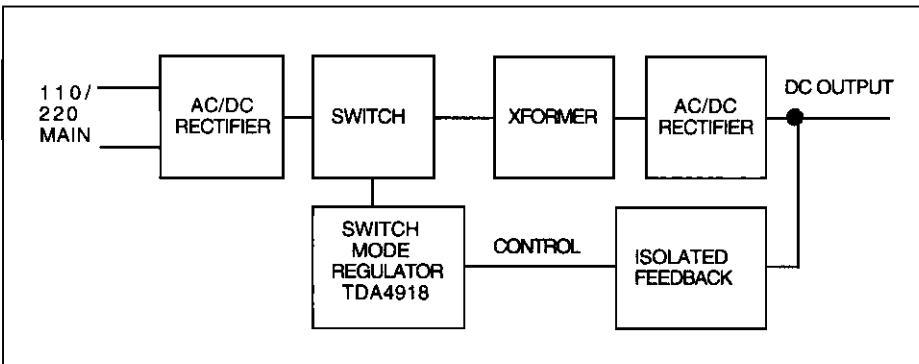 110/
220
MAIN
AC/DC
RECTIFIER
SWITCH
XFORMER
AC/DC
RECTIFIER
DC OUTPUT
SWITCH
MODE
REGULATOR
TDA4918
CONTROL
ISOLATED
FEEDBACK